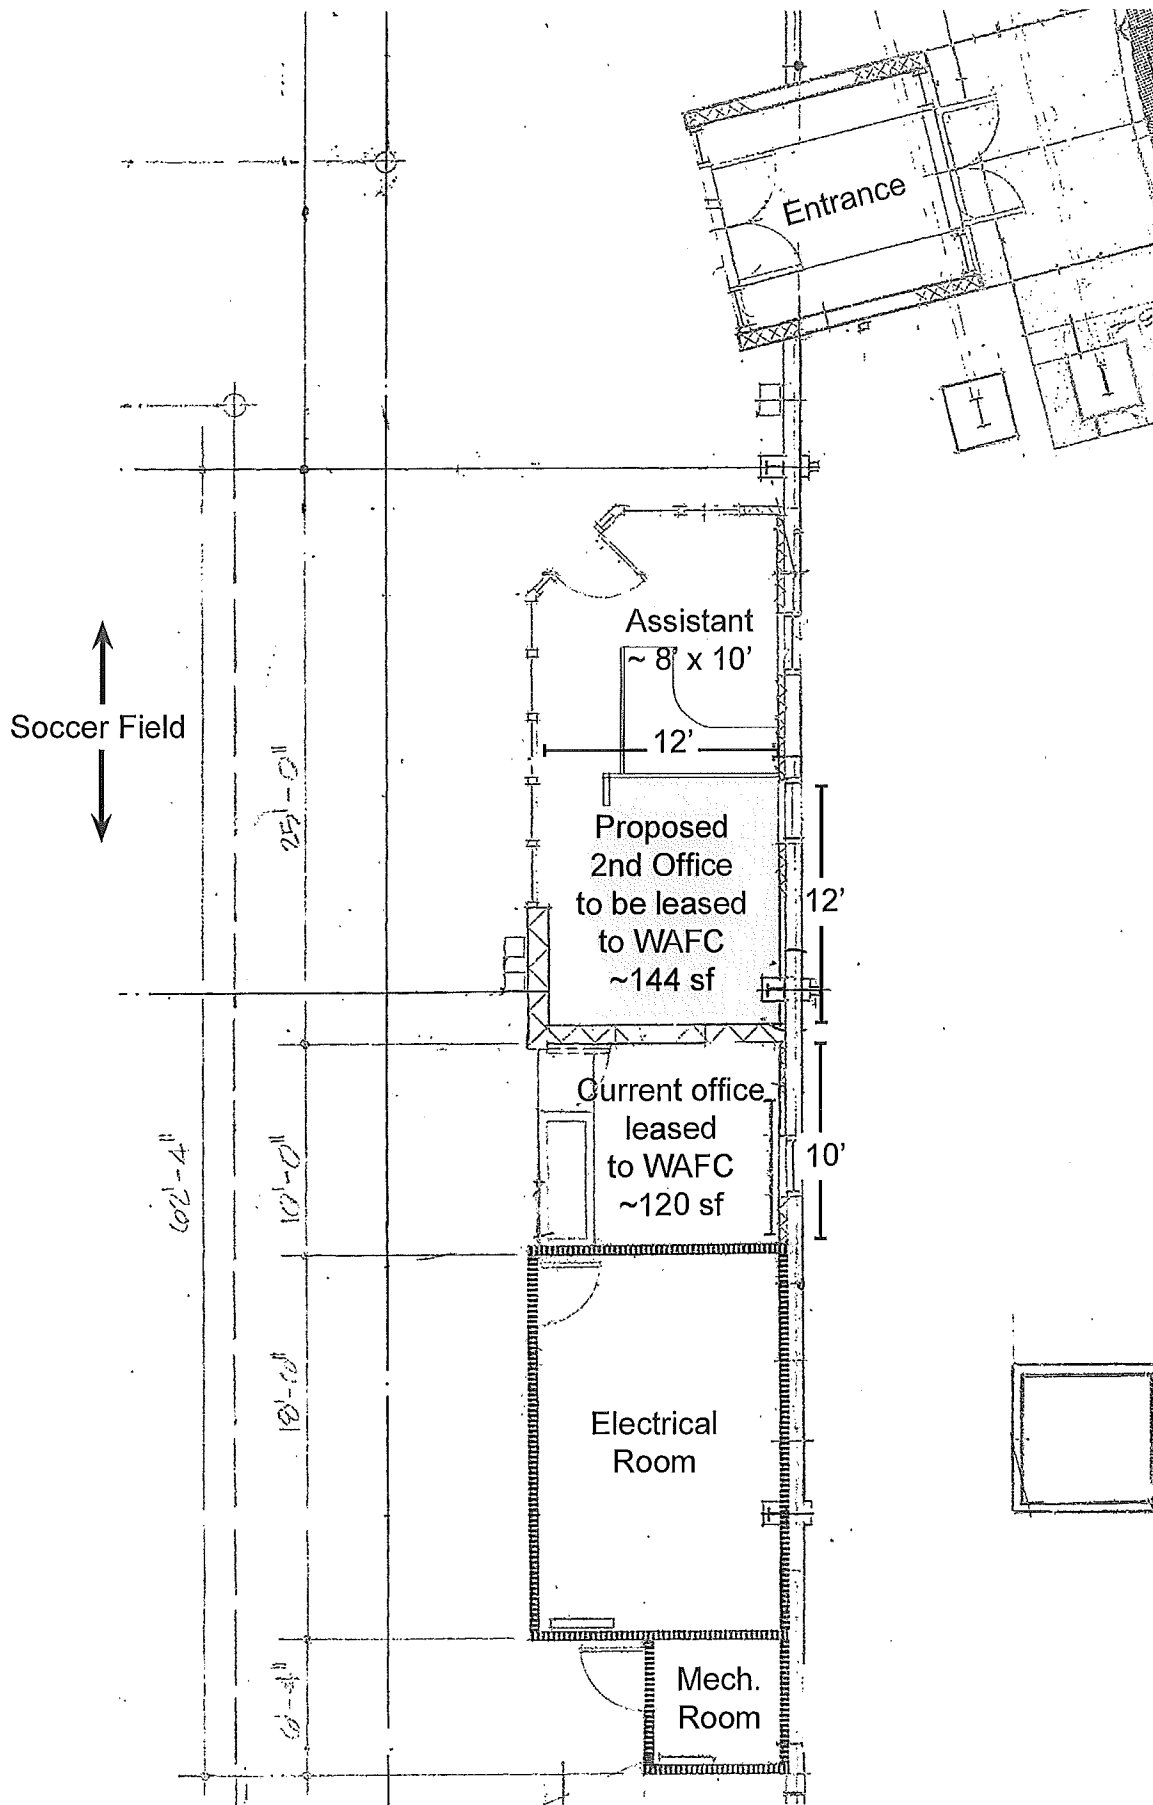 Entrance
Assistant
~ 8' x 10'
Soccer Field
12'
25'-0"
Proposed
2nd Office
to be leased
to WAFC
~144 sf
12'
Current office
leased
to WAFC
~120 sf
10'
62'-4"
10'-0"
18'-0"
Electrical
Room
6'-4"
Mech.
Room